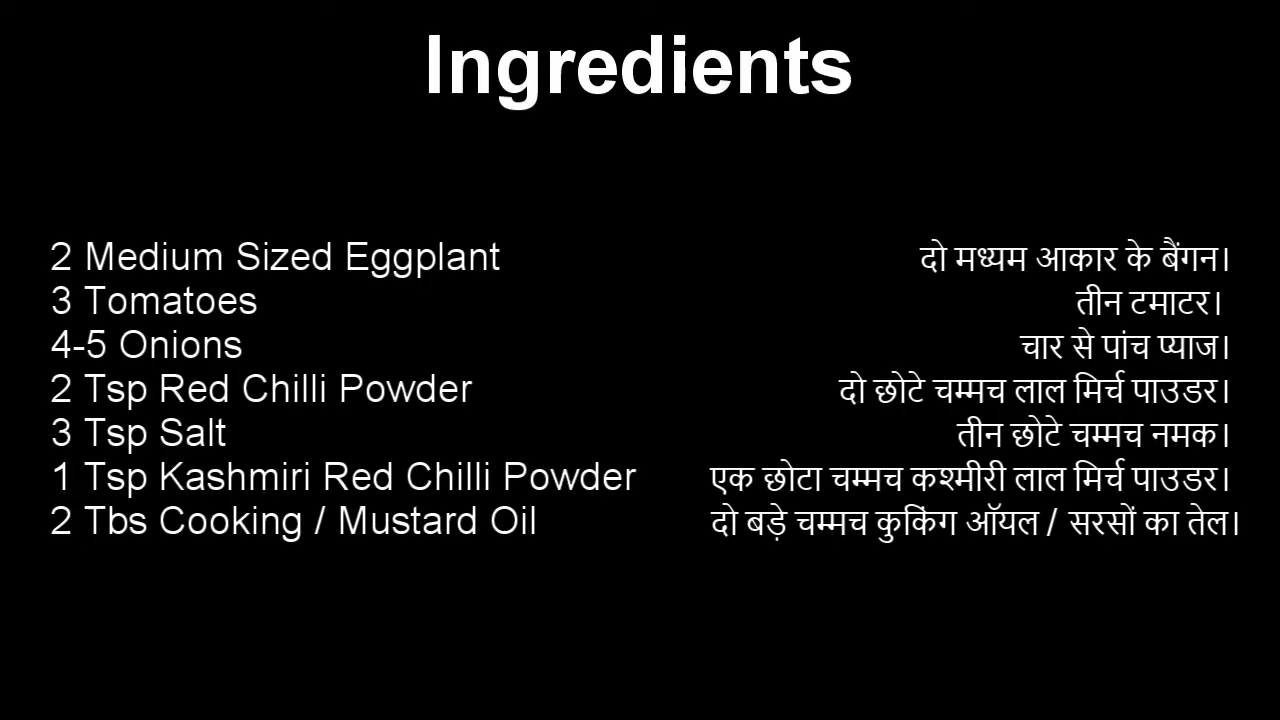 Ingredients
2 Medium Sized Eggplant दो मध्यम आकार के बैंगन।
3 Tomatoes तीन टमाटर।
4-5 Onions चार से पांच प्याज।
2 Tsp Red Chilli Powder दो छोटे चम्मच लाल मिर्च पाउडर।
3 Tsp Salt तीन छोटे चम्मच नमक।
1 Tsp Kashmiri Red Chilli Powder एक छोटा चम्मच कश्मीरी लाल मिर्च पाउडर।
2 Tbs Cooking / Mustard Oil दो बड़े चम्मच कुकिंग ऑयल / सरसों का तेल।